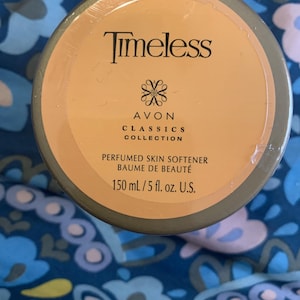 Timeless
AVON
CLASSICS
COLLECTION
PERFUMED SKIN SOFTENER
BAUME DE BEAUTÉ
150 mL / 5 fl. oz. U.S.